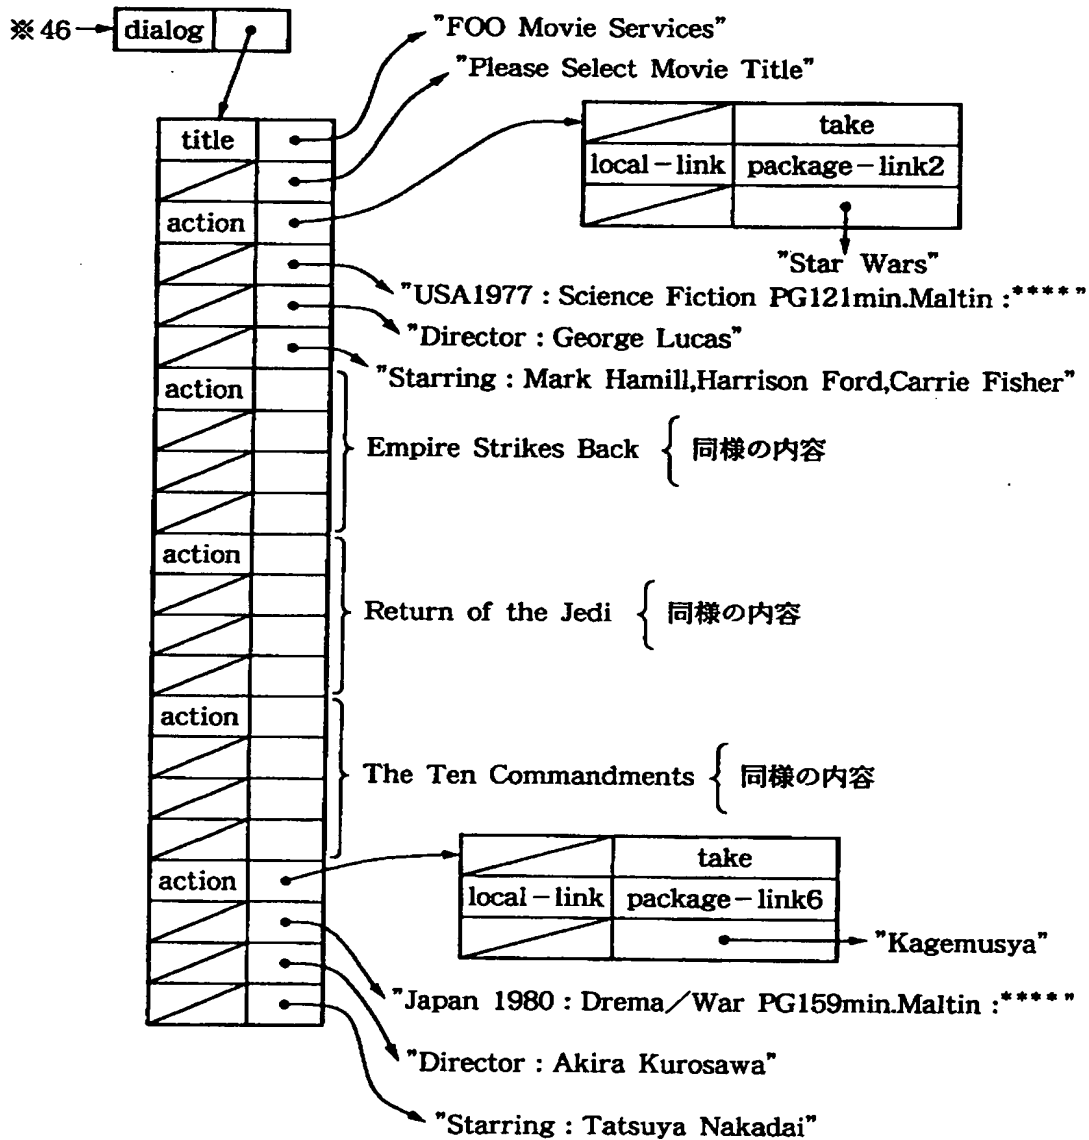 ※46 dialog
"FOO Movie Services"
"Please Select Movie Title"
title
take
local-link package-link2
action
"Star Wars"
"USA1977 : Science Fiction PG121min.Maltin :****"
"Director : George Lucas"
"Starring : Mark Hamill,Harrison Ford,Carrie Fisher"
action
Empire Strikes Back 同様の内容
action
Return of the Jedi 同様の内容
action
The Ten Commandments 同様の内容
take
action
local-link package-link6
"Kagemusya"
"Japan 1980 : Drema/War PG159min.Maltin :****"
"Director : Akira Kurosawa"
"Starring : Tatsuya Nakadai"